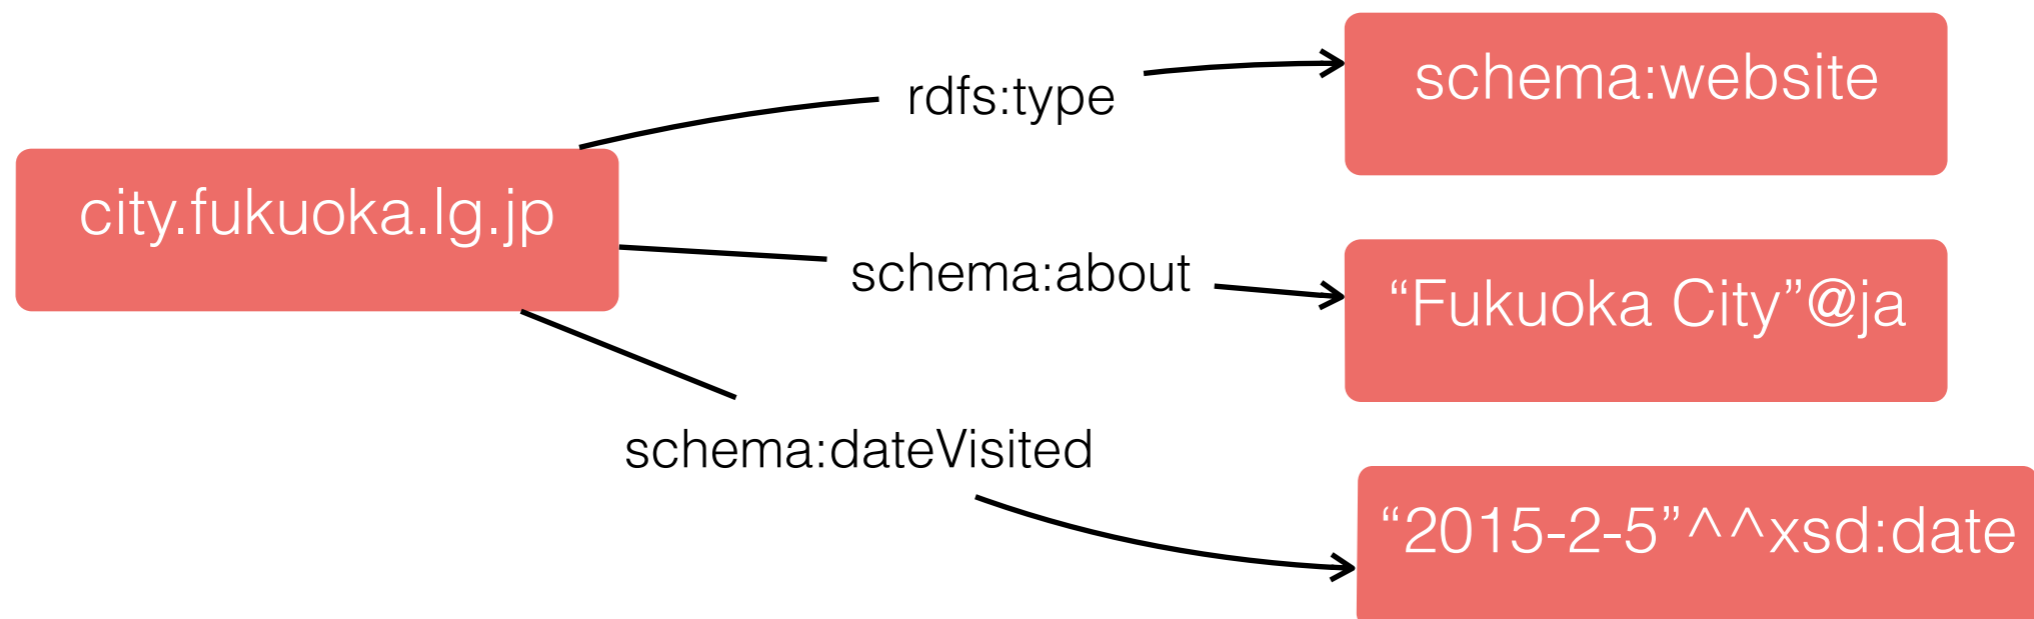 rdfs:type
schema:website
city.fukuoka.lg.jp
schema:about
“Fukuoka City”@ja
schema:dateVisited
“2015-2-5”^^xsd:date